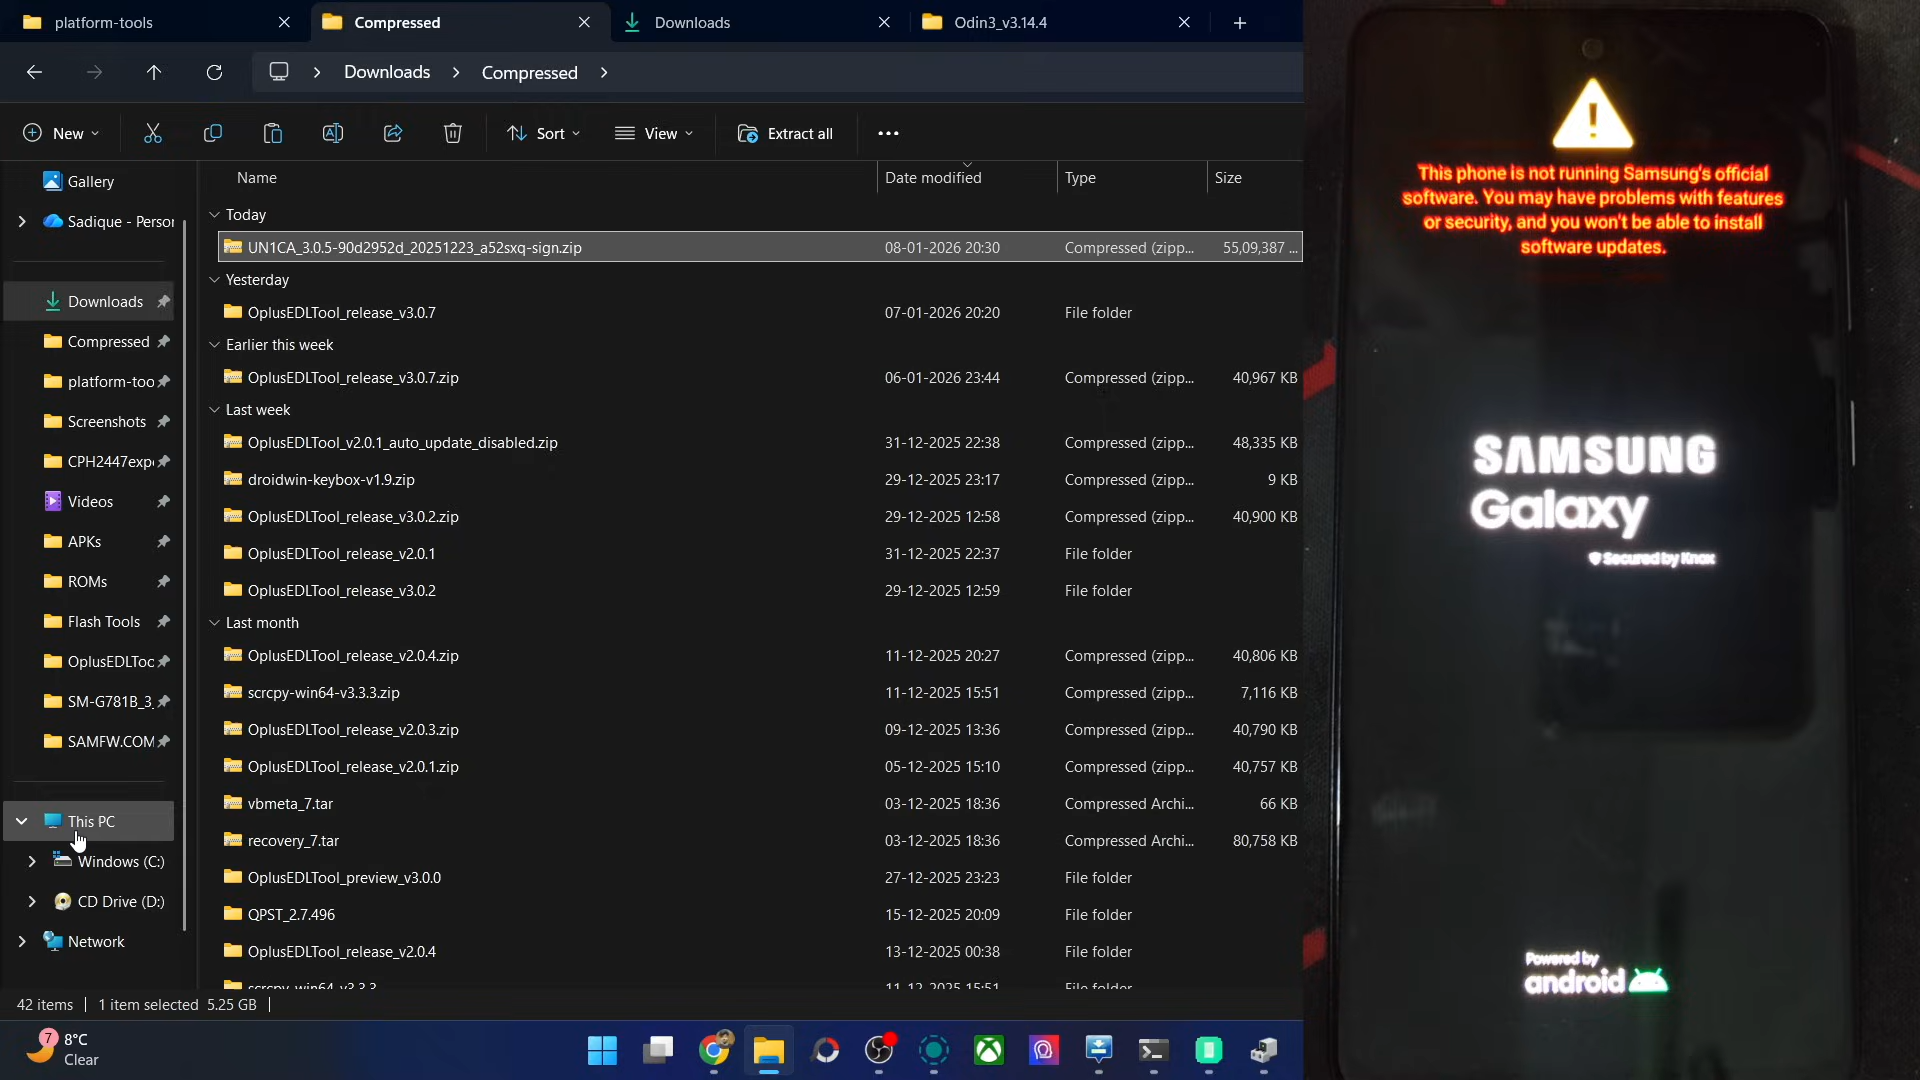 platform-tools
Compressed
Downloads
Odin3_v3.14.4
Downloads
Compressed
New
Sort
View
Extract all
Gallery
Sadique - Person
Downloads
Compressed
platform-too
Screenshots
CPH2447exp
Videos
APKs
ROMs
Flash Tools
OplusEDLToo
SM-G781B_3_
SAMFW.COM
This PC
Windows (C:)
CD Drive (D:)
Network
Name Date modified Type Size
Today
UN1CA_3.0.5-90d2952d_20251223_a52sxq-sign.zip 08-01-2026 20:30 Compressed (zipp... 55,09,387 ...
Yesterday
OplusEDLTool_release_v3.0.7 07-01-2026 20:20 File folder
Earlier this week
OplusEDLTool_release_v3.0.7.zip 06-01-2026 23:44 Compressed (zipp... 40,967 KB
Last week
OplusEDLTool_v2.0.1_auto_update_disabled.zip 31-12-2025 22:38 Compressed (zipp... 48,335 KB
droidwin-keybox-v1.9.zip 29-12-2025 23:17 Compressed (zipp... 9 KB
OplusEDLTool_release_v3.0.2.zip 29-12-2025 12:58 Compressed (zipp... 40,900 KB
OplusEDLTool_release_v2.0.1 31-12-2025 22:37 File folder
OplusEDLTool_release_v3.0.2 29-12-2025 12:59 File folder
Last month
OplusEDLTool_release_v2.0.4.zip 11-12-2025 20:27 Compressed (zipp... 40,806 KB
scrcpy-win64-v3.3.3.zip 11-12-2025 15:51 Compressed (zipp... 7,116 KB
OplusEDLTool_release_v2.0.3.zip 09-12-2025 13:36 Compressed (zipp... 40,790 KB
OplusEDLTool_release_v2.0.1.zip 05-12-2025 15:10 Compressed (zipp... 40,757 KB
vbmeta_7.tar 03-12-2025 18:36 Compressed Archi... 66 KB
recovery_7.tar 03-12-2025 18:36 Compressed Archi... 80,758 KB
OplusEDLTool_preview_v3.0.0 27-12-2025 23:23 File folder
QPST_2.7.496 15-12-2025 20:09 File folder
OplusEDLTool_release_v2.0.4 13-12-2025 00:38 File folder
scrcpy-win64-v3.3.3 11-12-2025 15:51 File folder
42 items 1 item selected 5.25 GB
7
8°C
Clear
This phone is not running Samsung's official
software. You may have problems with features
or security, and you won't be able to install
software updates.
SAMSUNG
Galaxy
Secured by Knox
Powered by
android